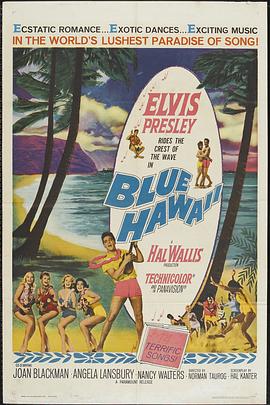 ECSTATIC ROMANCE...EXOTIC DANCES...EXCITING MUSIC
IN THE WORLD'S LUSHEST PARADISE OF SONG!
ELVIS
PRESLEY
RIDES THE
CREST OF THE
WAVE IN
BLUE
HAWAII
A
HAL WALLIS
PRODUCTION
TECHNICOLOR®
PANAVISION®
TERRIFIC
SONGS!
CO-STARRING
JOAN BLACKMAN · ANGELA LANSBURY · NANCY WALTERS
DIRECTED BY
NORMAN TAUROG
SCREENPLAY BY
HAL KANTER
A PARAMOUNT RELEASE